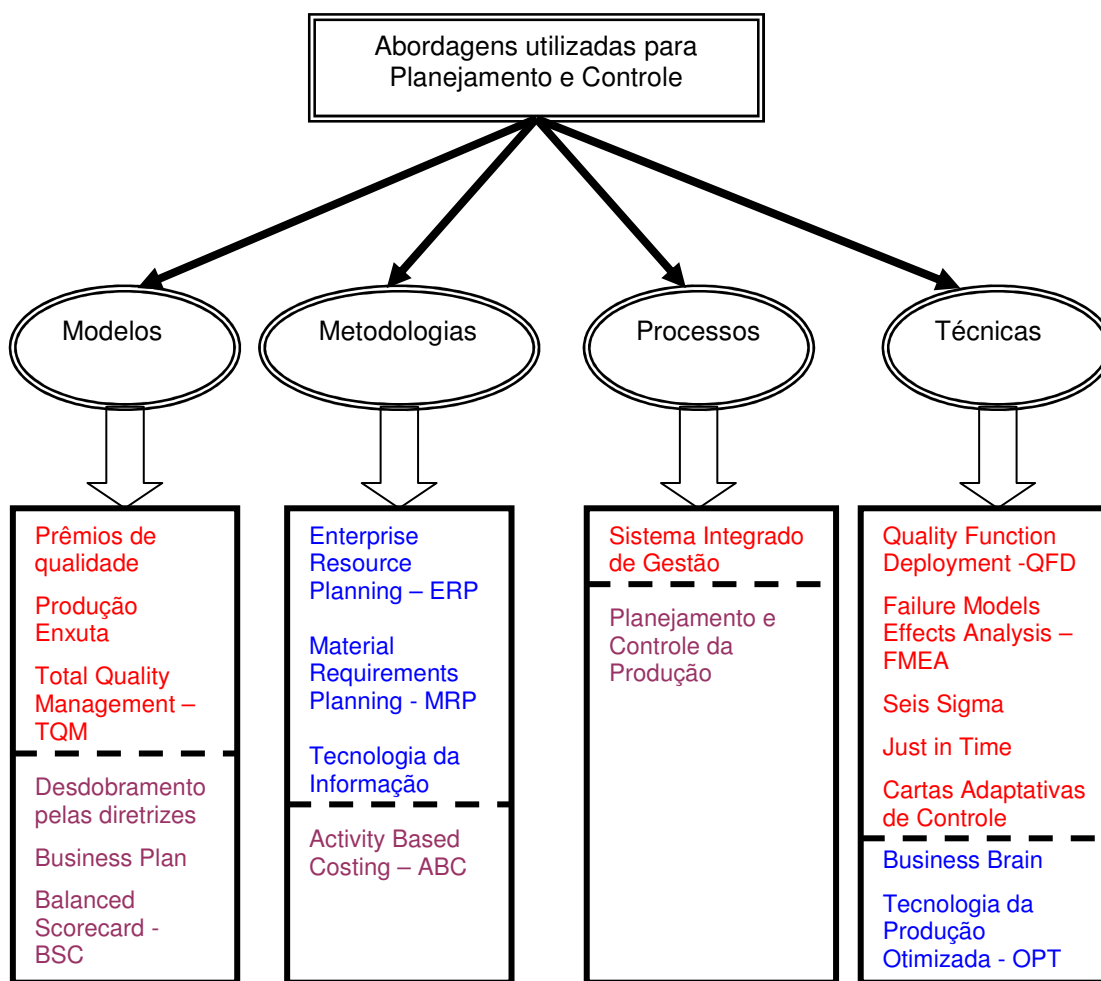 Abordagens utilizadas para
Planejamento e Controle
Modelos
Metodologias
Processos
Técnicas
Prêmios de
qualidade
Produção
Enxuta
Total Quality
Management –
TQM
Desdobramento
pelas diretrizes
Business Plan
Balanced
Scorecard -
BSC
Enterprise
Resource
Planning – ERP
Material
Requirements
Planning - MRP
Tecnologia da
Informação
Activity Based
Costing – ABC
Sistema Integrado
de Gestão
Planejamento e
Controle da
Produção
Quality Function
Deployment -QFD
Failure Models
Effects Analysis –
FMEA
Seis Sigma
Just in Time
Cartas Adaptativas
de Controle
Business Brain
Tecnologia da
Produção
Otimizada - OPT